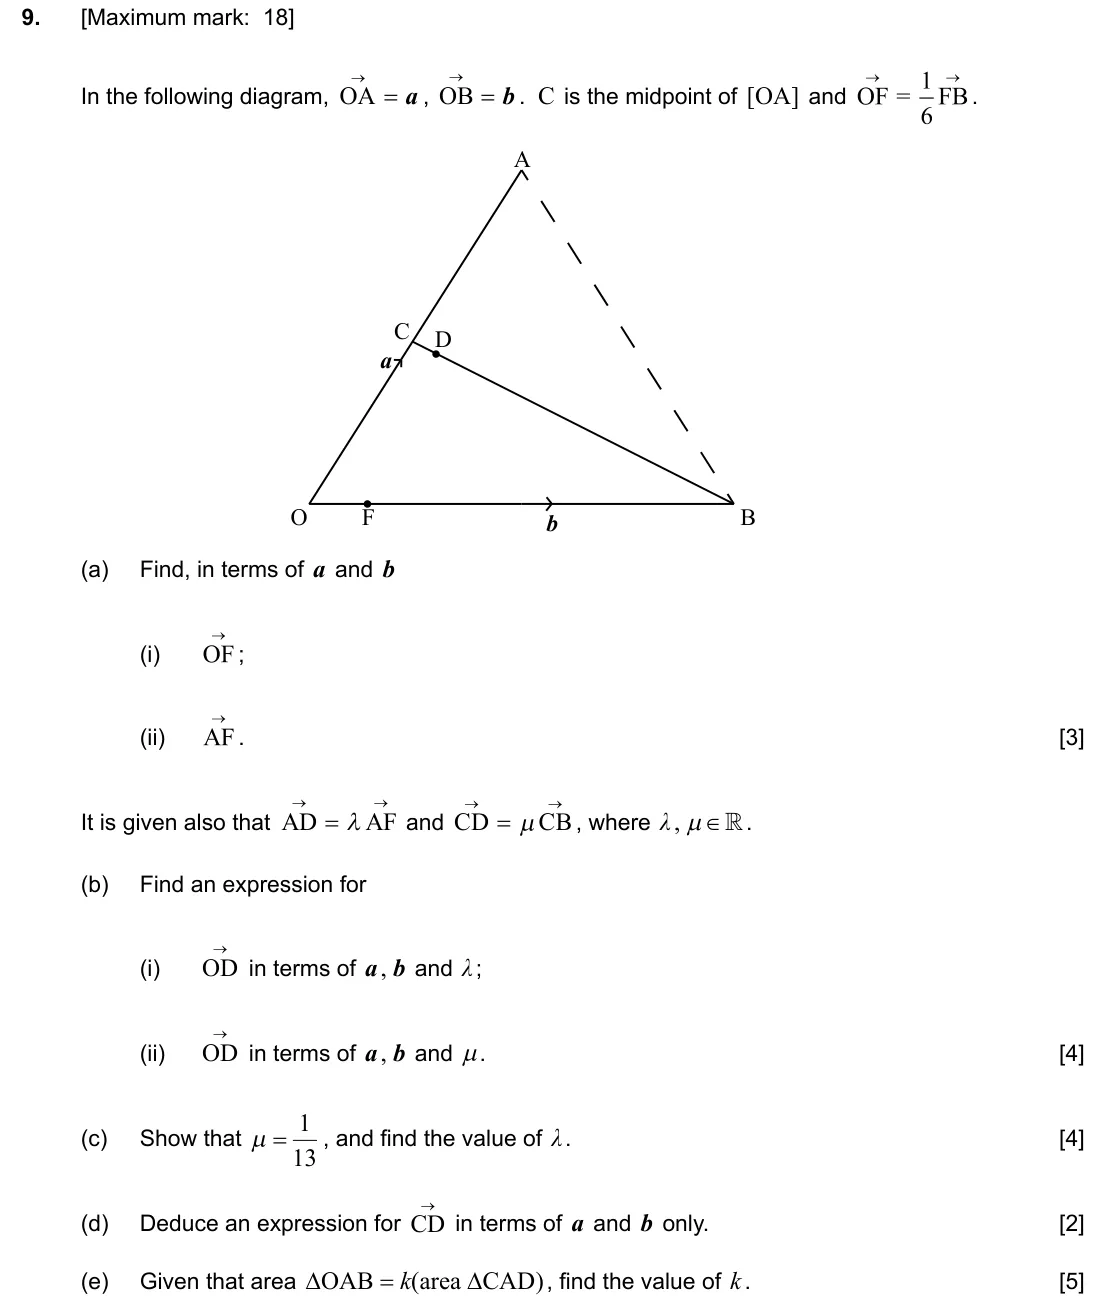 9. [Maximum mark: 18]
In the following diagram, →OA = a, →OB = b. C is the midpoint of [OA] and →OF = 1/6 →FB.
A
C
D
a
O
F
b
B
(a) Find, in terms of a and b
(i) →OF;
(ii) →AF. [3]
It is given also that →AD = λ →AF and →CD = μ →CB, where λ, μ ∈ ℝ.
(b) Find an expression for
(i) →OD in terms of a, b and λ;
(ii) →OD in terms of a, b and μ. [4]
(c) Show that μ = 1/13, and find the value of λ. [4]
(d) Deduce an expression for →CD in terms of a and b only. [2]
(e) Given that area ΔOAB = k(area ΔCAD), find the value of k. [5]